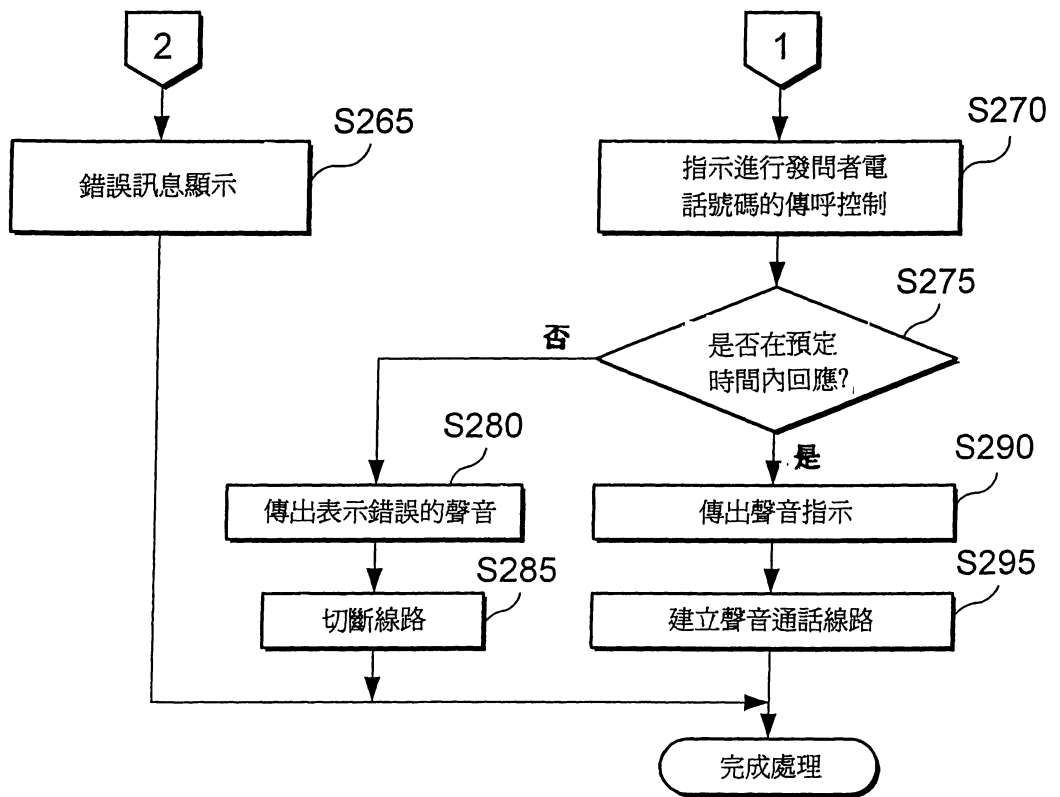 2
1
S265
S270
錯誤訊息顯示
指示進行發問者電
話號碼的傳呼控制
S275
否
是否在預定
時間內回應?
S280
是
S290
傳出表示錯誤的聲音
傳出聲音指示
S285
S295
切斷線路
建立聲音通話線路
完成處理